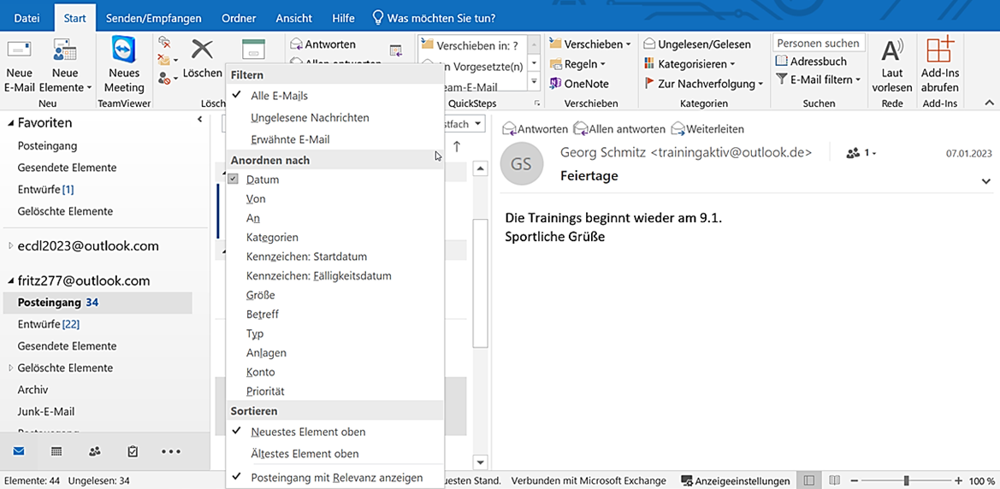 Datei Start Senden/Empfangen Ordner Ansicht Hilfe Was möchten Sie tun?
Neue E-Mail
Neue Elemente
Neu
Neues Meeting
TeamViewer
Löschen
Antworten
Allen antworten
Verschieben in: ?
An Vorgesetzte(n)
Team-E-Mail
QuickSteps
Verschieben
Regeln
OneNote
Verschieben
Ungelesen/Gelesen
Kategorisieren
Zur Nachverfolgung
Kategorien
Personen suchen
Adressbuch
E-Mail filtern
Suchen
Laut vorlesen
Rede
Add-Ins abrufen
Add-Ins
Favoriten
Posteingang
Gesendete Elemente
Entwürfe [1]
Gelöschte Elemente
ecdl2023@outlook.com
fritz277@outlook.com
Posteingang 34
Entwürfe [22]
Gesendete Elemente
Gelöschte Elemente
Archiv
Junk-E-Mail
Filtern
Alle E-Mails
Ungelesene Nachrichten
Erwähnte E-Mail
Anordnen nach
Datum
Von
An
Kategorien
Kennzeichen: Startdatum
Kennzeichen: Fälligkeitsdatum
Größe
Betreff
Typ
Anlagen
Konto
Priorität
Sortieren
Neuestes Element oben
Ältestes Element oben
Posteingang mit Relevanz anzeigen
Antworten Allen antworten Weiterleiten
GS
Georg Schmitz <trainingaktiv@outlook.de>
1
07.01.2023
Feiertage
Die Trainings beginnt wieder am 9.1.
Sportliche Grüße
Elemente: 44 Ungelesen: 34 Stand. Verbunden mit Microsoft Exchange Anzeigeeinstellungen 100 %